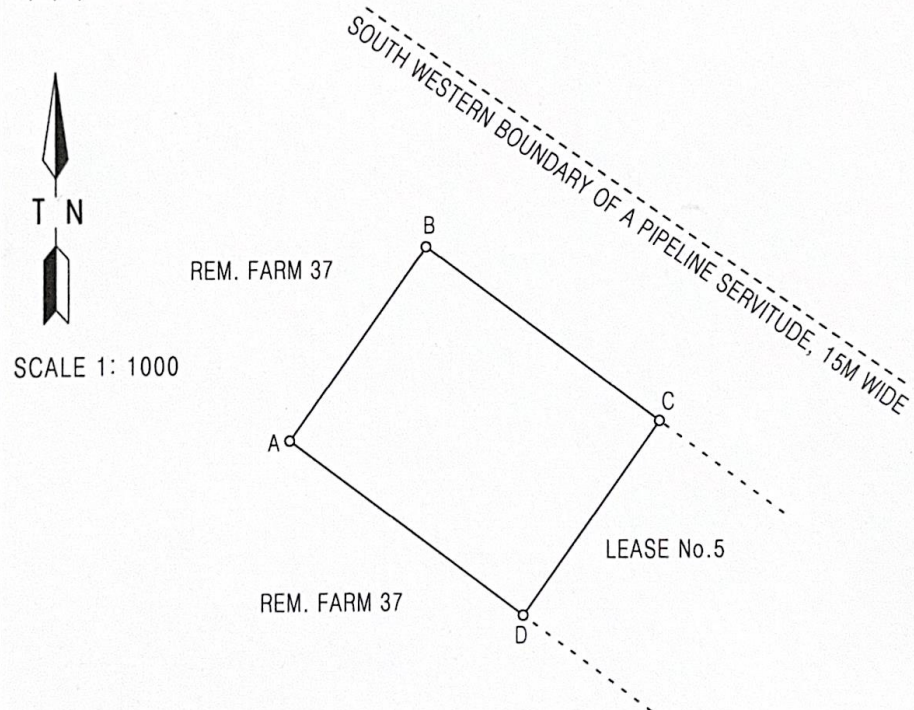 SOUTH WESTERN BOUNDARY OF A PIPELINE SERVITUDE, 15M WIDE
T N
B
REM. FARM 37
SCALE 1: 1000
C
A
LEASE No.5
REM. FARM 37
D